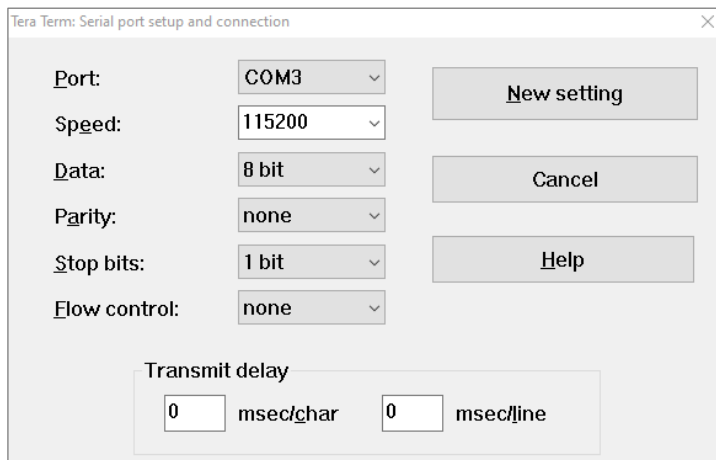 Tera Term: Serial port setup and connection
Port: COM3
New setting
Speed: 115200
Data: 8 bit
Cancel
Parity: none
Stop bits: 1 bit
Help
Flow control: none
Transmit delay
0 msec/char 0 msec/line